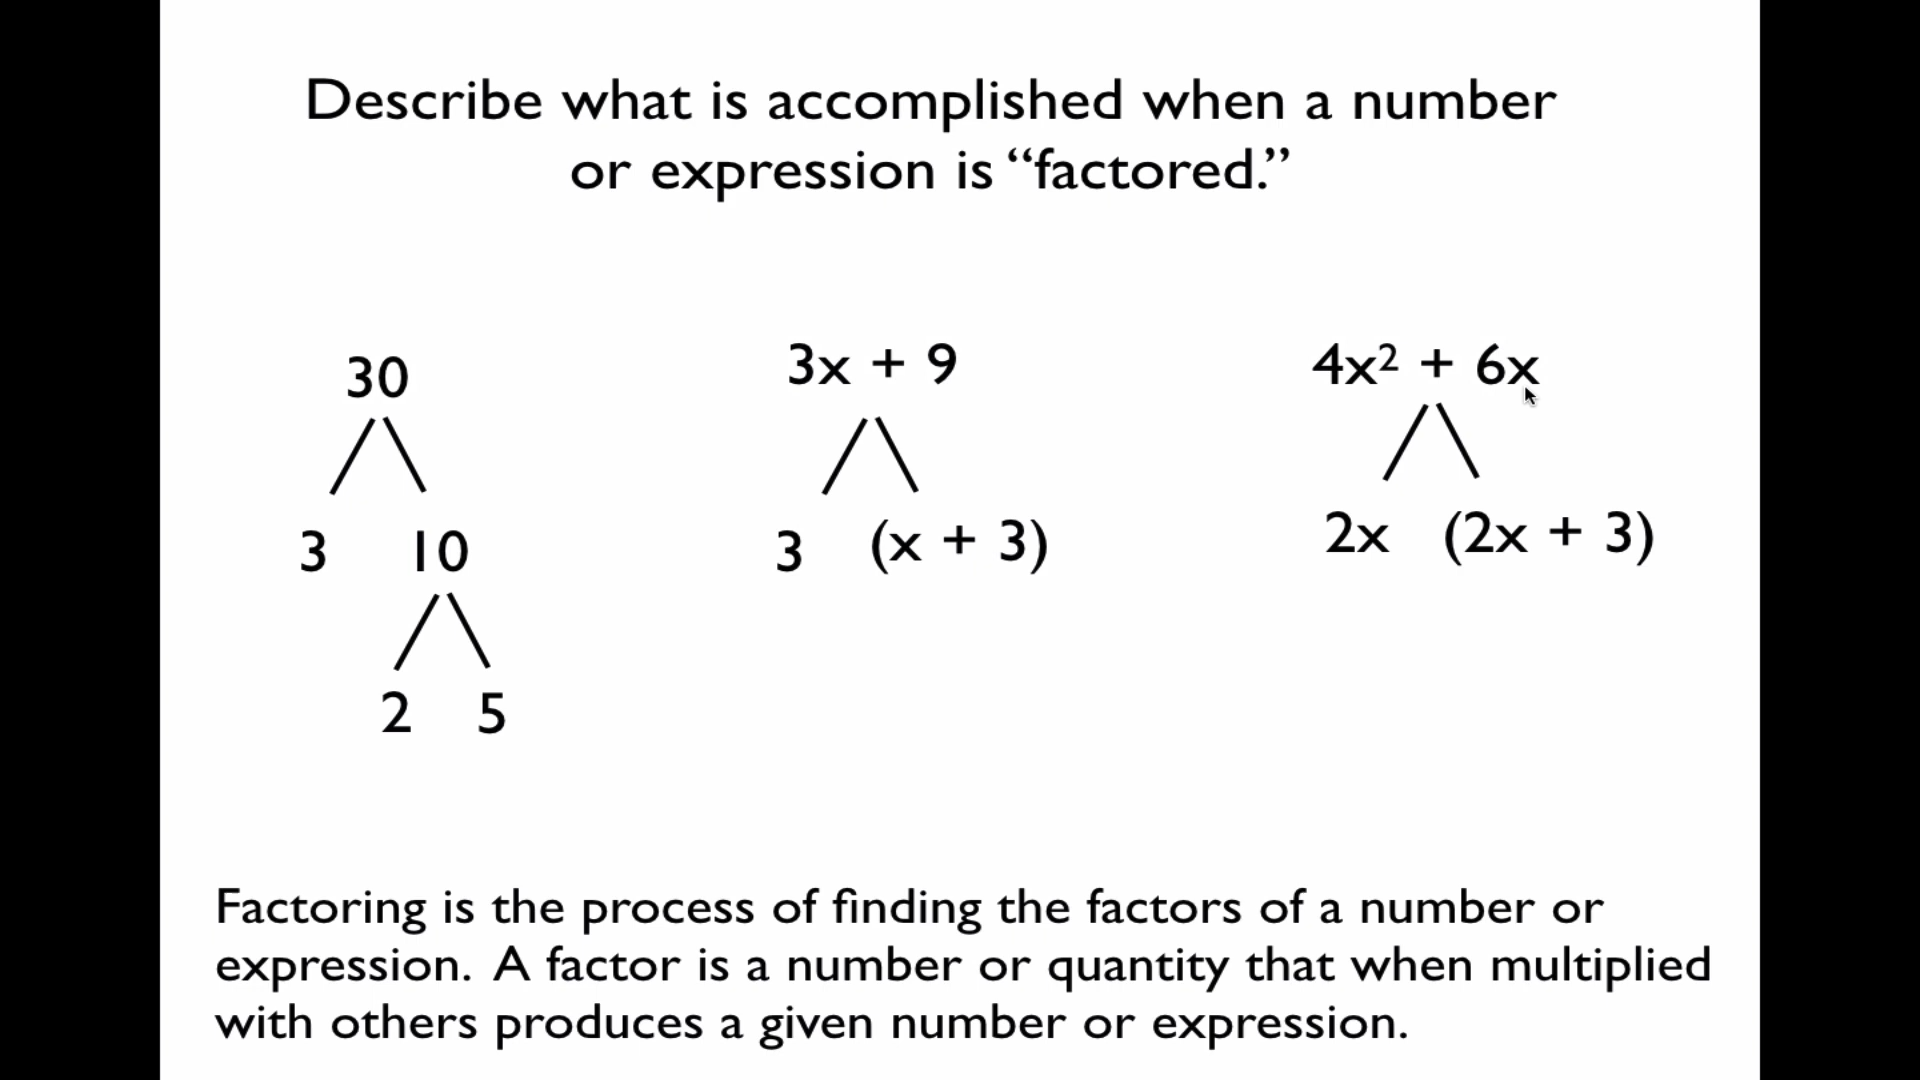 Describe what is accomplished when a number
or expression is “factored.”
30
3x + 9
4x² + 6x
3 10
3 (x + 3)
2x (2x + 3)
2 5
Factoring is the process of finding the factors of a number or
expression. A factor is a number or quantity that when multiplied
with others produces a given number or expression.